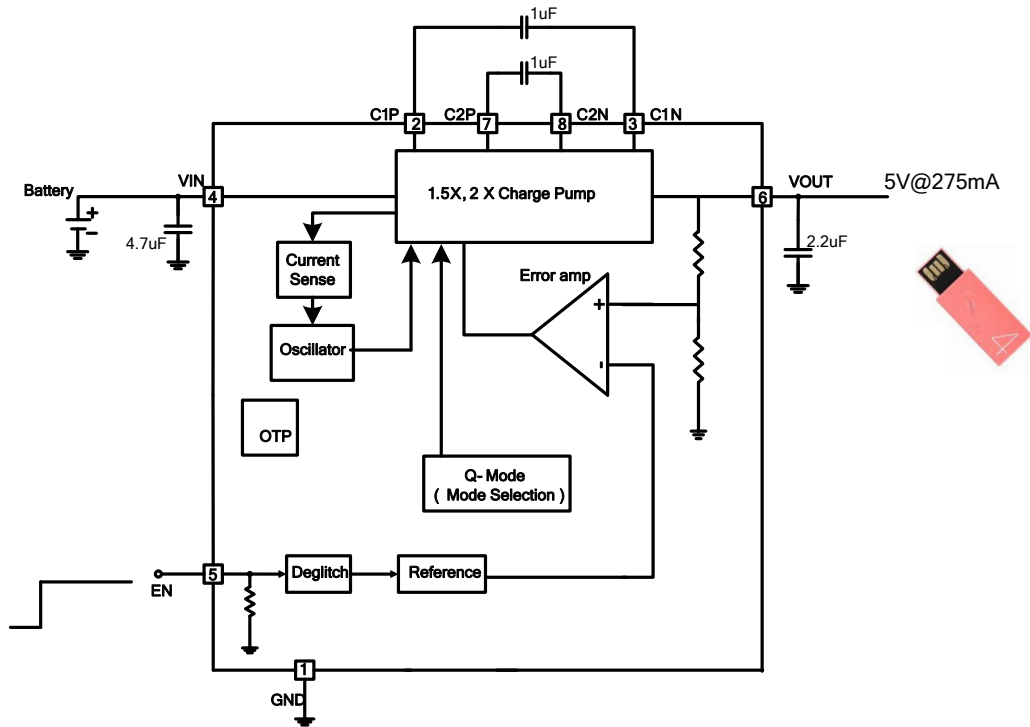 1uF
1uF
C1P
C2P
C2N
C1N
2
7
8
3
Battery
VIN
4
1.5X, 2 X Charge Pump
6
VOUT
5V@275mA
+
-
4.7uF
2.2uF
Current
Sense
Error amp
+
-
Oscillator
4
OTP
Q-Mode
( Mode Selection )
5
EN
Deglitch
Reference
1
GND